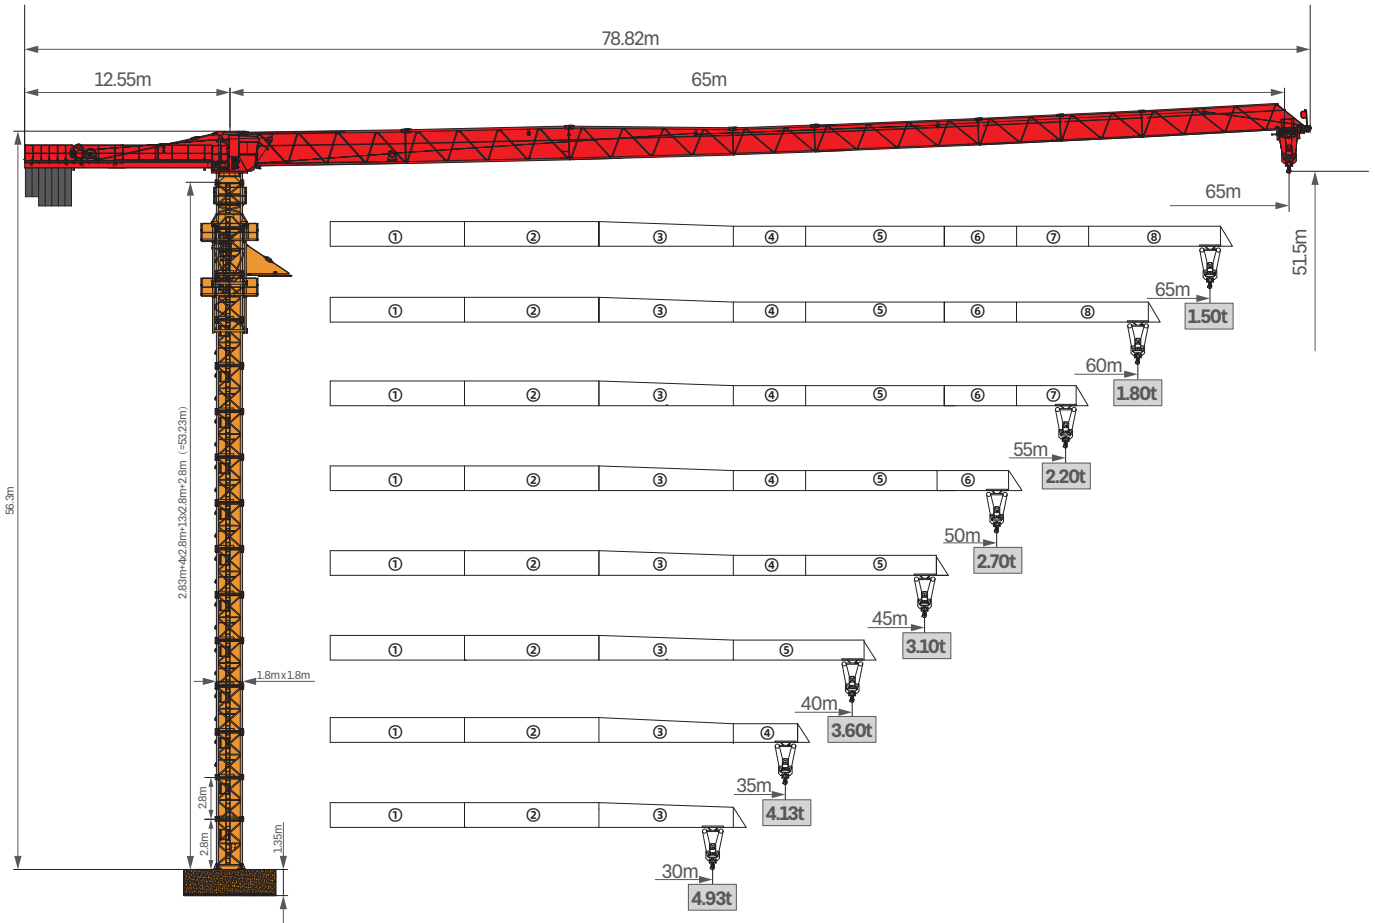 78.82m
12.55m
65m
65m
51.5m
① ② ③ ④ ⑤ ⑥ ⑦ ⑧
65m
1.50t
① ② ③ ④ ⑤ ⑥ ⑧
60m
1.80t
① ② ③ ④ ⑤ ⑥ ⑦
55m
2.20t
① ② ③ ④ ⑤ ⑥
50m
2.70t
① ② ③ ④ ⑤
45m
3.10t
① ② ③ ⑤
40m
3.60t
① ② ③ ④
35m
4.13t
① ② ③
30m
4.93t
56.3m
2.83m+4x2.8m+13x2.8m+2.8m（=53.23m）
1.8mx1.8m
2.8m
2.8m
1.35m